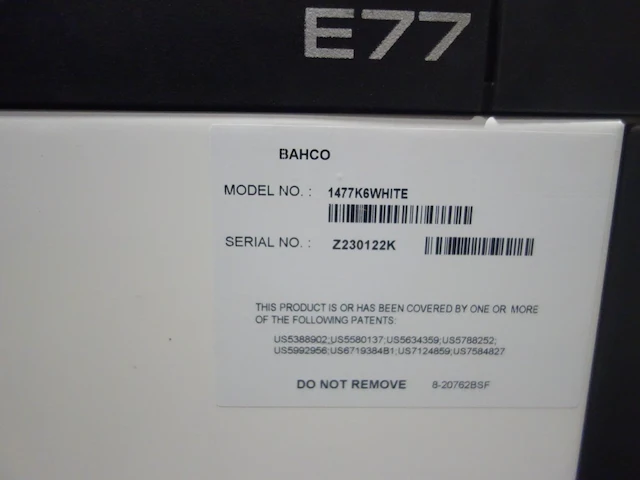 E77
BAHCO
MODEL NO. : 1477K6WHITE
SERIAL NO. : Z230122K
THIS PRODUCT IS OR HAS BEEN COVERED BY ONE OR MORE
OF THE FOLLOWING PATENTS:
US5388902;US5580137;US5634359;US5788252;
US5992956;US6719384B1;US7124859;US7584827
DO NOT REMOVE 8-20762BSF